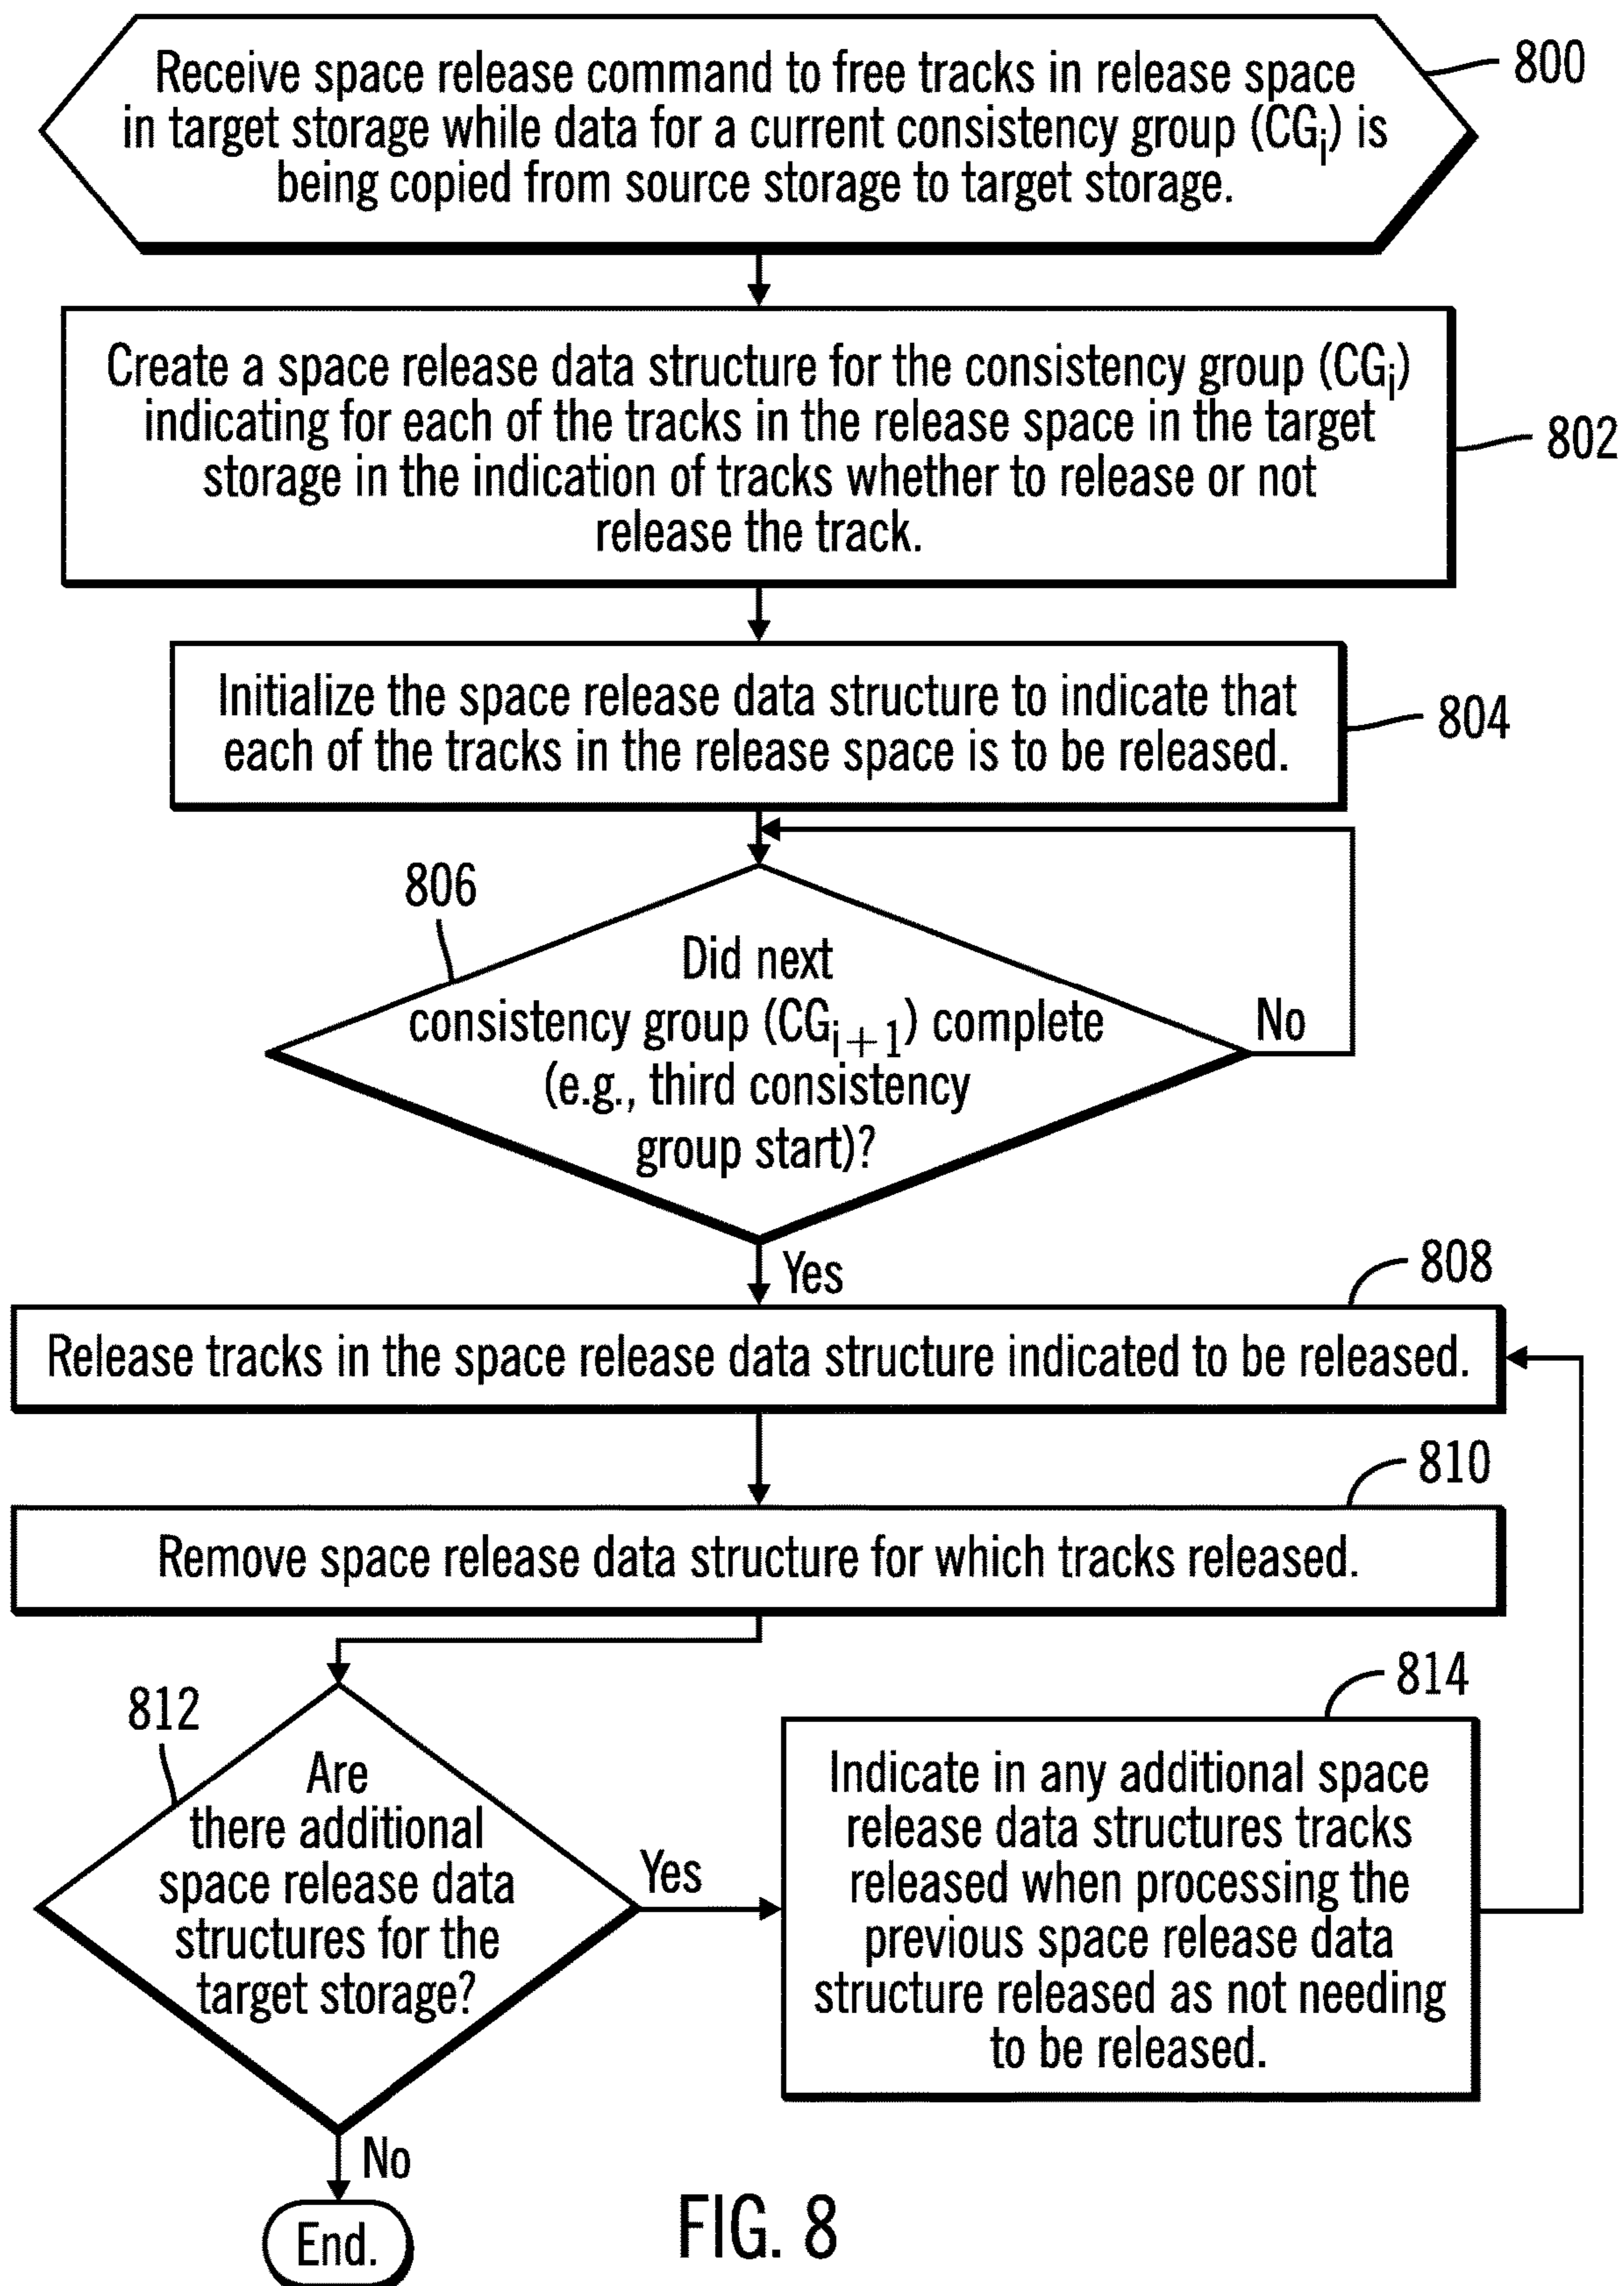 Receive space release command to free tracks in release space
in target storage while data for a current consistency group (CGi) is
being copied from source storage to target storage.
800
Create a space release data structure for the consistency group (CGi)
indicating for each of the tracks in the release space in the target
storage in the indication of tracks whether to release or not
release the track.
802
Initialize the space release data structure to indicate that
each of the tracks in the release space is to be released.
804
806
Did next
consistency group (CGi+1) complete
(e.g., third consistency
group start)?
No
Yes
808
Release tracks in the space release data structure indicated to be released.
810
Remove space release data structure for which tracks released.
812
Are
there additional
space release data
structures for the
target storage?
Yes
814
Indicate in any additional space
release data structures tracks
released when processing the
previous space release data
structure released as not needing
to be released.
No
End.
FIG. 8